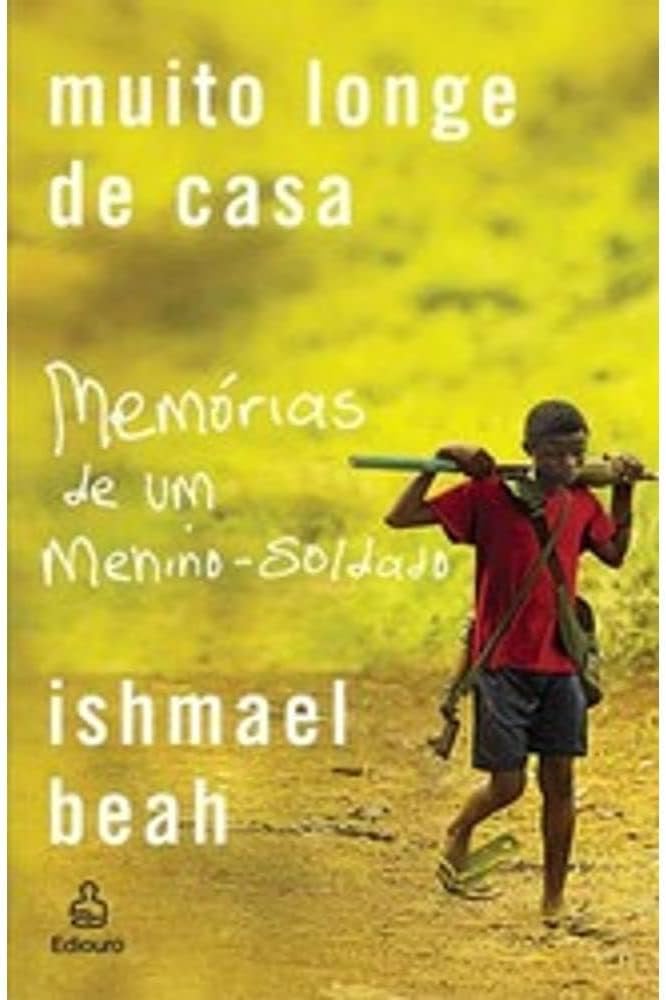 muito longe
de casa
Memórias
de um
Menino-Soldado
ishmael
beah
Ediouro